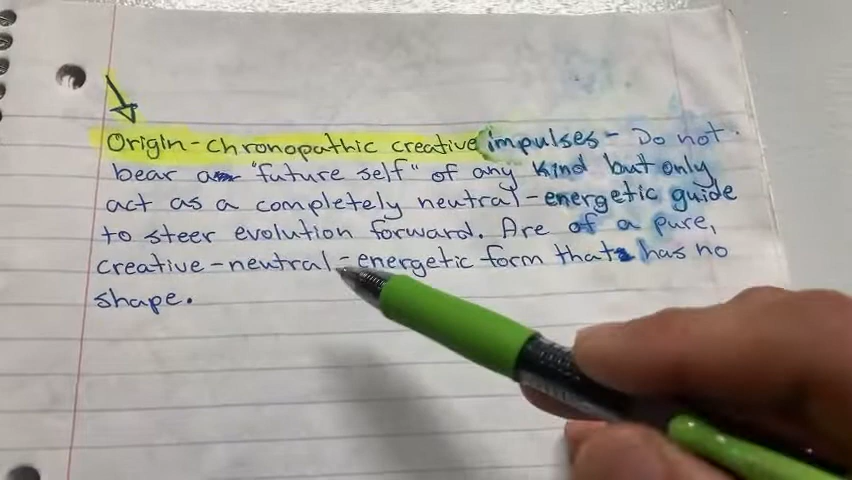 Origin-chronopathic creative impulses - Do not
bear a "future self" of any kind but only
act as a completely neutral-energetic guide
to steer evolution forward. Are of a pure,
creative-neutral-energetic form that has no
shape.